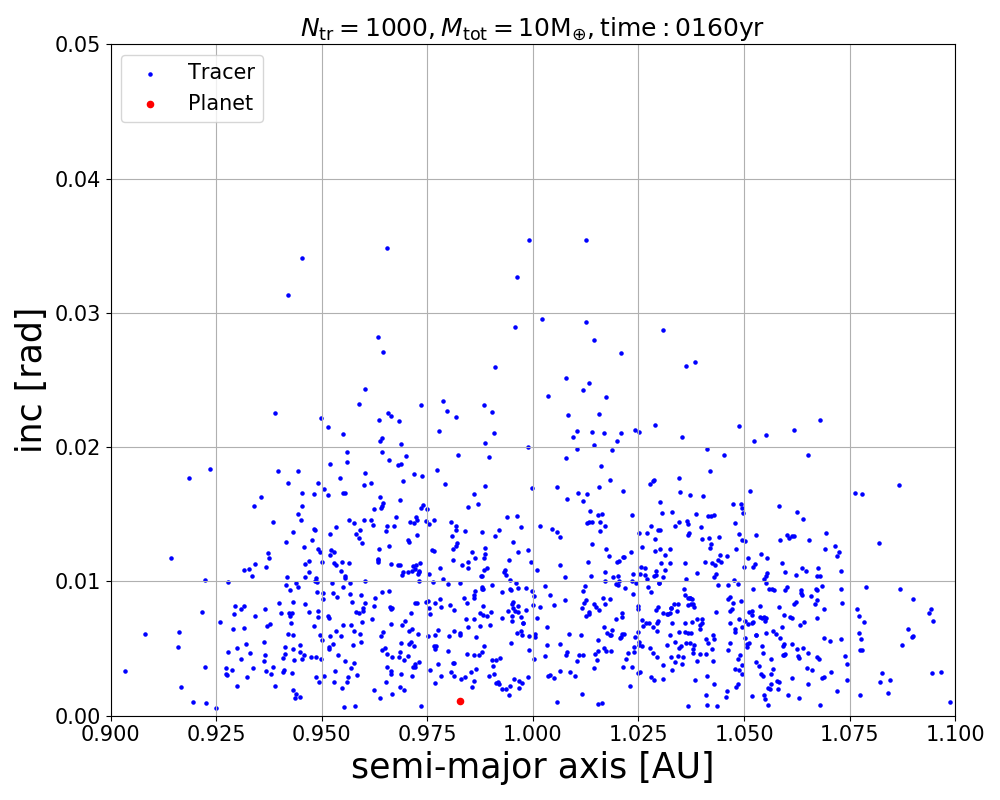 N_tr = 1000, M_tot = 10M_⊕, time : 0160yr
0.05
Tracer
Planet
0.04
0.03
inc [rad]
0.02
0.01
0.00
0.900 0.925 0.950 0.975 1.000 1.025 1.050 1.075 1.100
semi-major axis [AU]